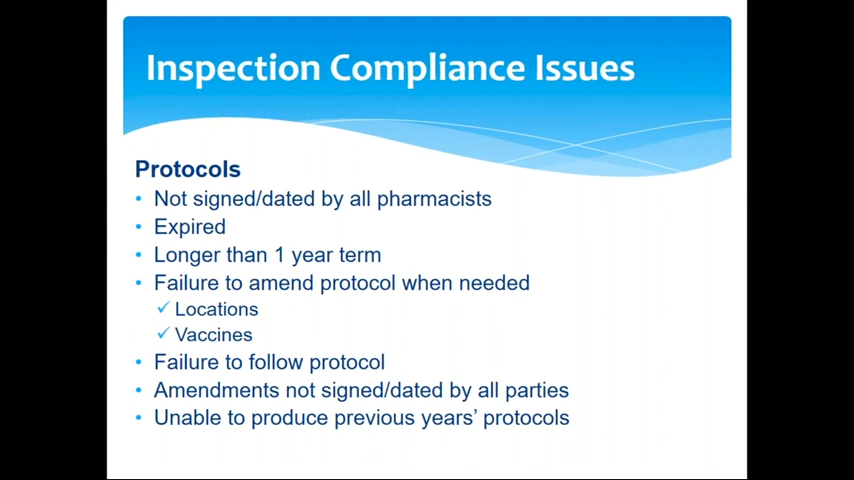 Inspection Compliance Issues
Protocols
• Not signed/dated by all pharmacists
• Expired
• Longer than 1 year term
• Failure to amend protocol when needed
✓ Locations
✓ Vaccines
• Failure to follow protocol
• Amendments not signed/dated by all parties
• Unable to produce previous years’ protocols